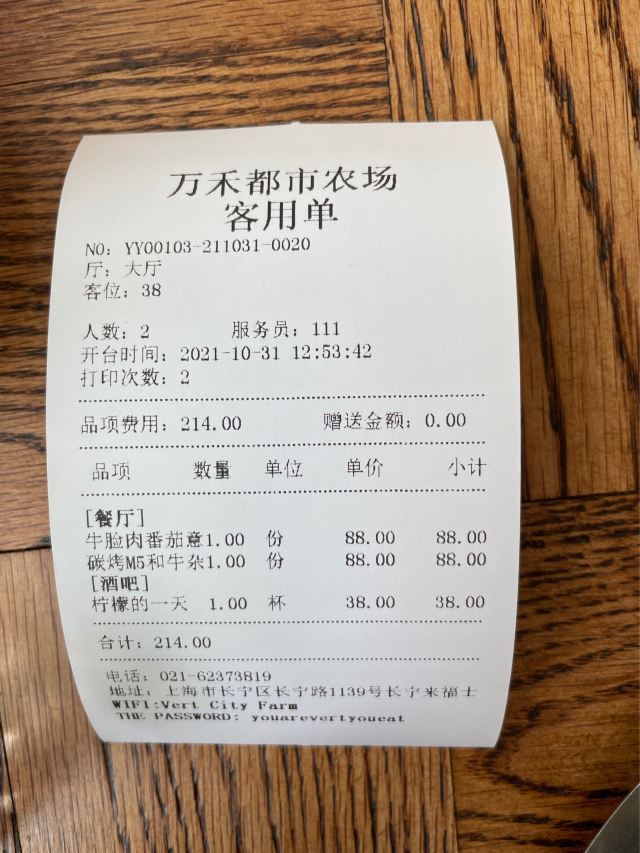 万禾都市农场
客用单
NO: YY00103-211031-0020
厅: 大厅
客位: 38
人数: 2 服务员: 111
开台时间: 2021-10-31 12:53:42
打印次数: 2
品项费用: 214.00 赠送金额: 0.00
品项 数量 单位 单价 小计
[餐厅]
牛脸肉番茄意1.00 份 88.00 88.00
碳烤M5和牛杂1.00 份 88.00 88.00
[酒吧]
柠檬的一天 1.00 杯 38.00 38.00
合计: 214.00
电话: 021-62373819
地址: 上海市长宁区长宁路1139号长宁来福士
WIFI:Vert City Farm
THE PASSWORD: youarevertyoueat